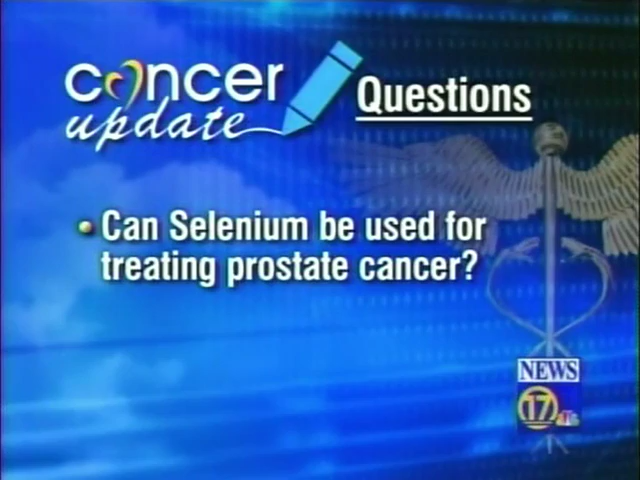 cancer
update
Questions
• Can Selenium be used for
treating prostate cancer?
NEWS
17